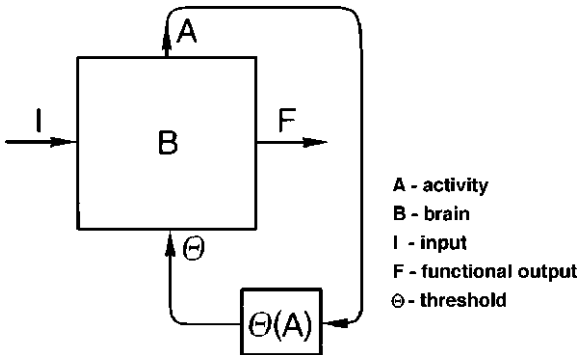 A
I
B
F
Θ
Θ(A)
A - activity
B - brain
I - input
F - functional output
Θ - threshold